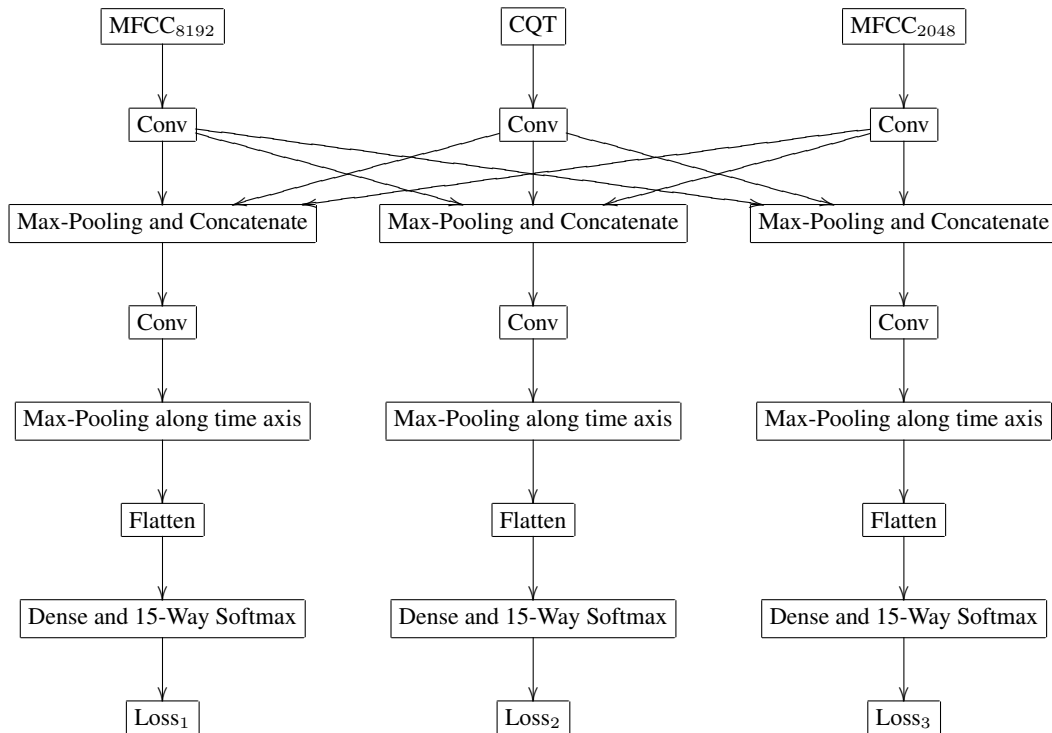 MFCC₈₁₉₂ CQT MFCC₂₀₄₈
Conv Conv Conv
Max-Pooling and Concatenate Max-Pooling and Concatenate Max-Pooling and Concatenate
Conv Conv Conv
Max-Pooling along time axis Max-Pooling along time axis Max-Pooling along time axis
Flatten Flatten Flatten
Dense and 15-Way Softmax Dense and 15-Way Softmax Dense and 15-Way Softmax
Loss₁ Loss₂ Loss₃